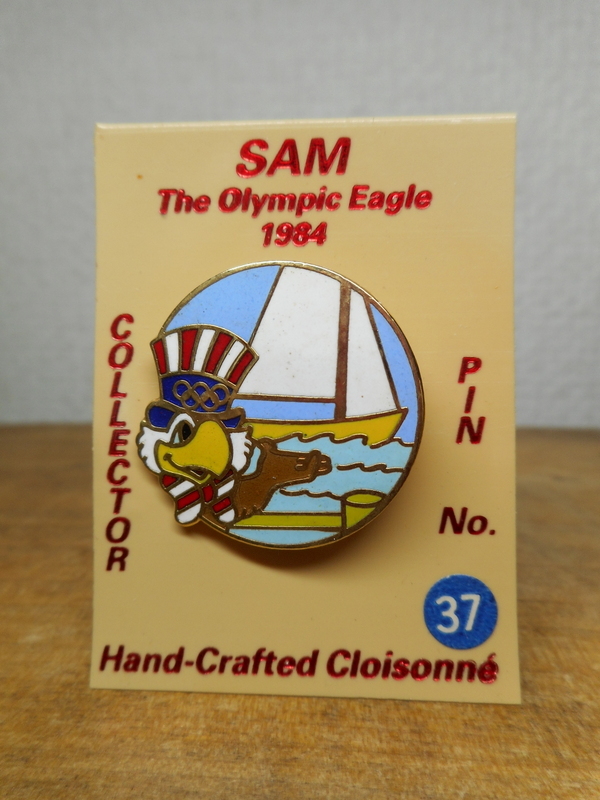 SAM
The Olympic Eagle
1984
COLLECTOR
PIN
No.
37
Hand-Crafted Cloisonné